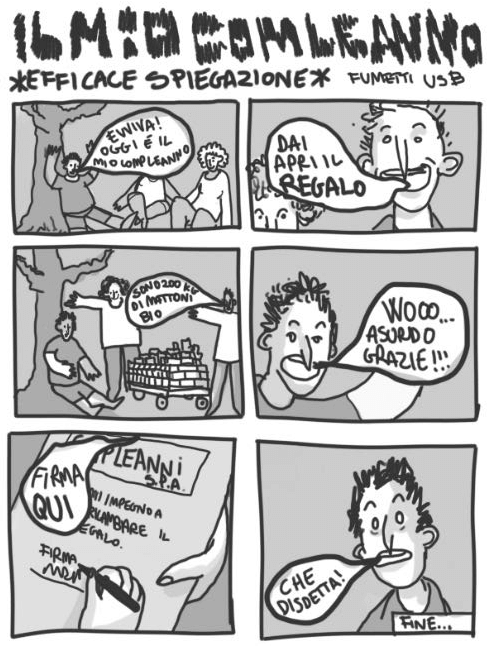 IL MIO COMLEANNO
*EFFICACE SPIEGAZIONE*
FUMETTI USB
EVVIVA!
OGGI É IL
MIO COMPLEANNO
DAI
APRI IL
REGALO
SONO 200 KG
DI MATTONI
BIO
WOOO...
ASURDO
GRAZIE!!!
FIRMA
QUI
PLEANNI
S.P.A.
MI IMPEGNO A
RICAMBIARE IL
REGALO.
FIRMA
CHE
DISDETTA!
FINE...